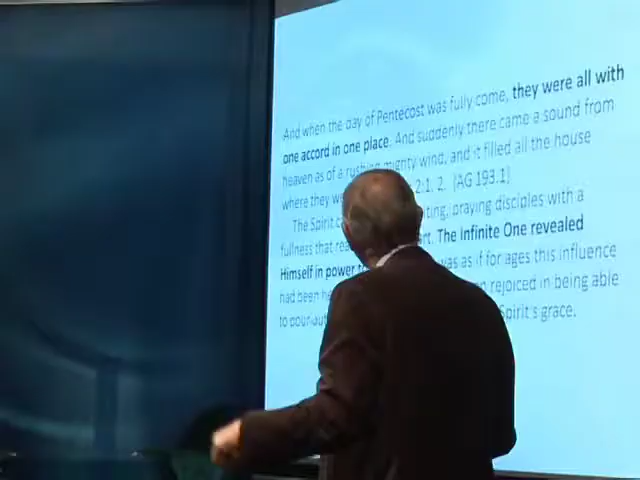 And when the day of Pentecost was fully come, they were all with
one accord in one place. And suddenly there came a sound from
heaven as of a rushing mighty wind, and it filled all the house
where they 2:1, 2. {AG 193.1}
The Spirit praying disciples with a
fullness that The Infinite One revealed
Himself in power was as if for ages this influence
had been rejoiced in being able
to pour Spirit's grace.